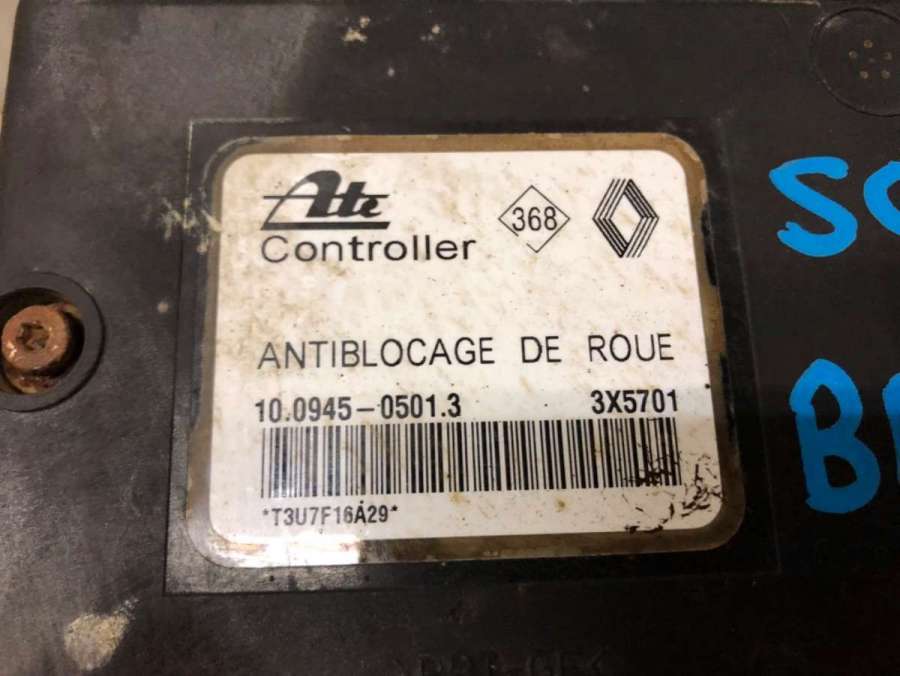 Ate
Controller
368
ANTIBLOCAGE DE ROUE
10.0945-0501.3 3X5701
*T3U7F16A29*